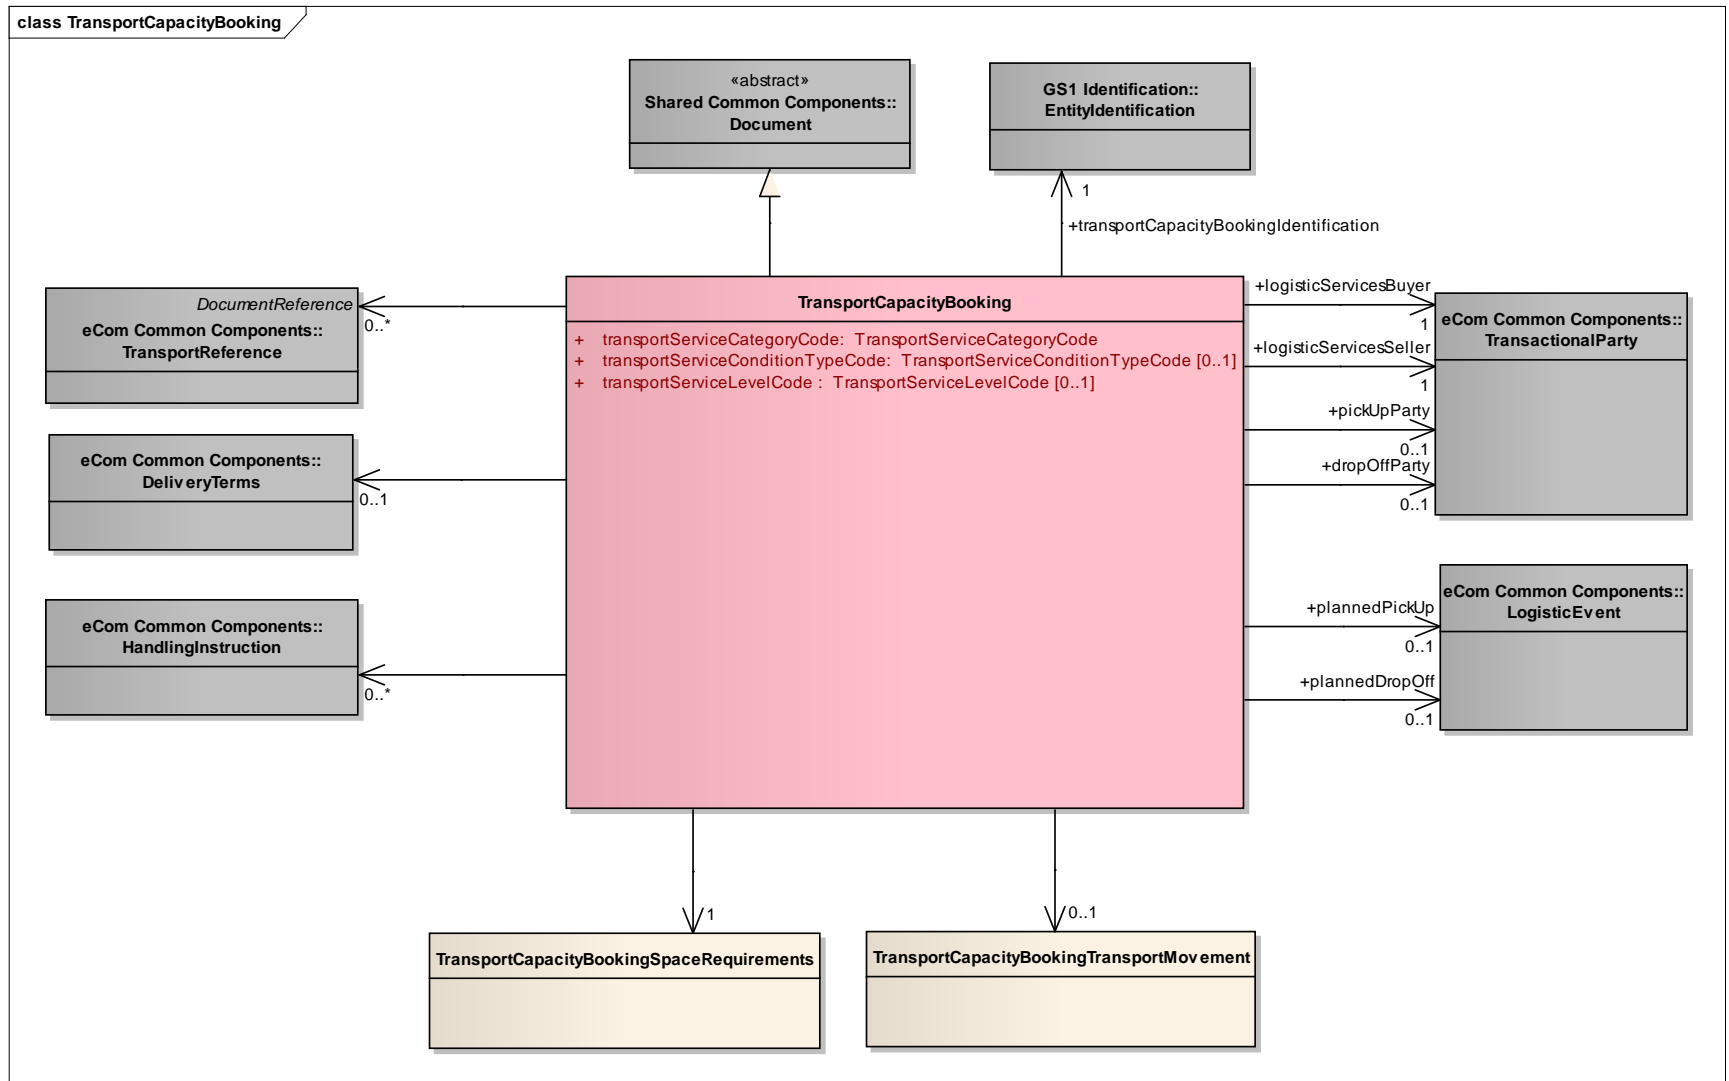 class TransportCapacityBooking
«abstract»
Shared Common Components::
Document
GS1 Identification::
EntityIdentification
1
+transportCapacityBookingIdentification
DocumentReference
eCom Common Components::
TransportReference
0..*
TransportCapacityBooking
+ transportServiceCategoryCode: TransportServiceCategoryCode
+ transportServiceConditionTypeCode: TransportServiceConditionTypeCode [0..1]
+ transportServiceLevelCode : TransportServiceLevelCode [0..1]
+logisticServicesBuyer
1
+logisticServicesSeller
1
+pickUpParty
0..1
+dropOffParty
0..1
eCom Common Components::
TransactionalParty
eCom Common Components::
DeliveryTerms
0..1
eCom Common Components::
HandlingInstruction
0..*
+plannedPickUp
0..1
+plannedDropOff
0..1
eCom Common Components::
LogisticEvent
1
0..1
TransportCapacityBookingSpaceRequirements
TransportCapacityBookingTransportMovement